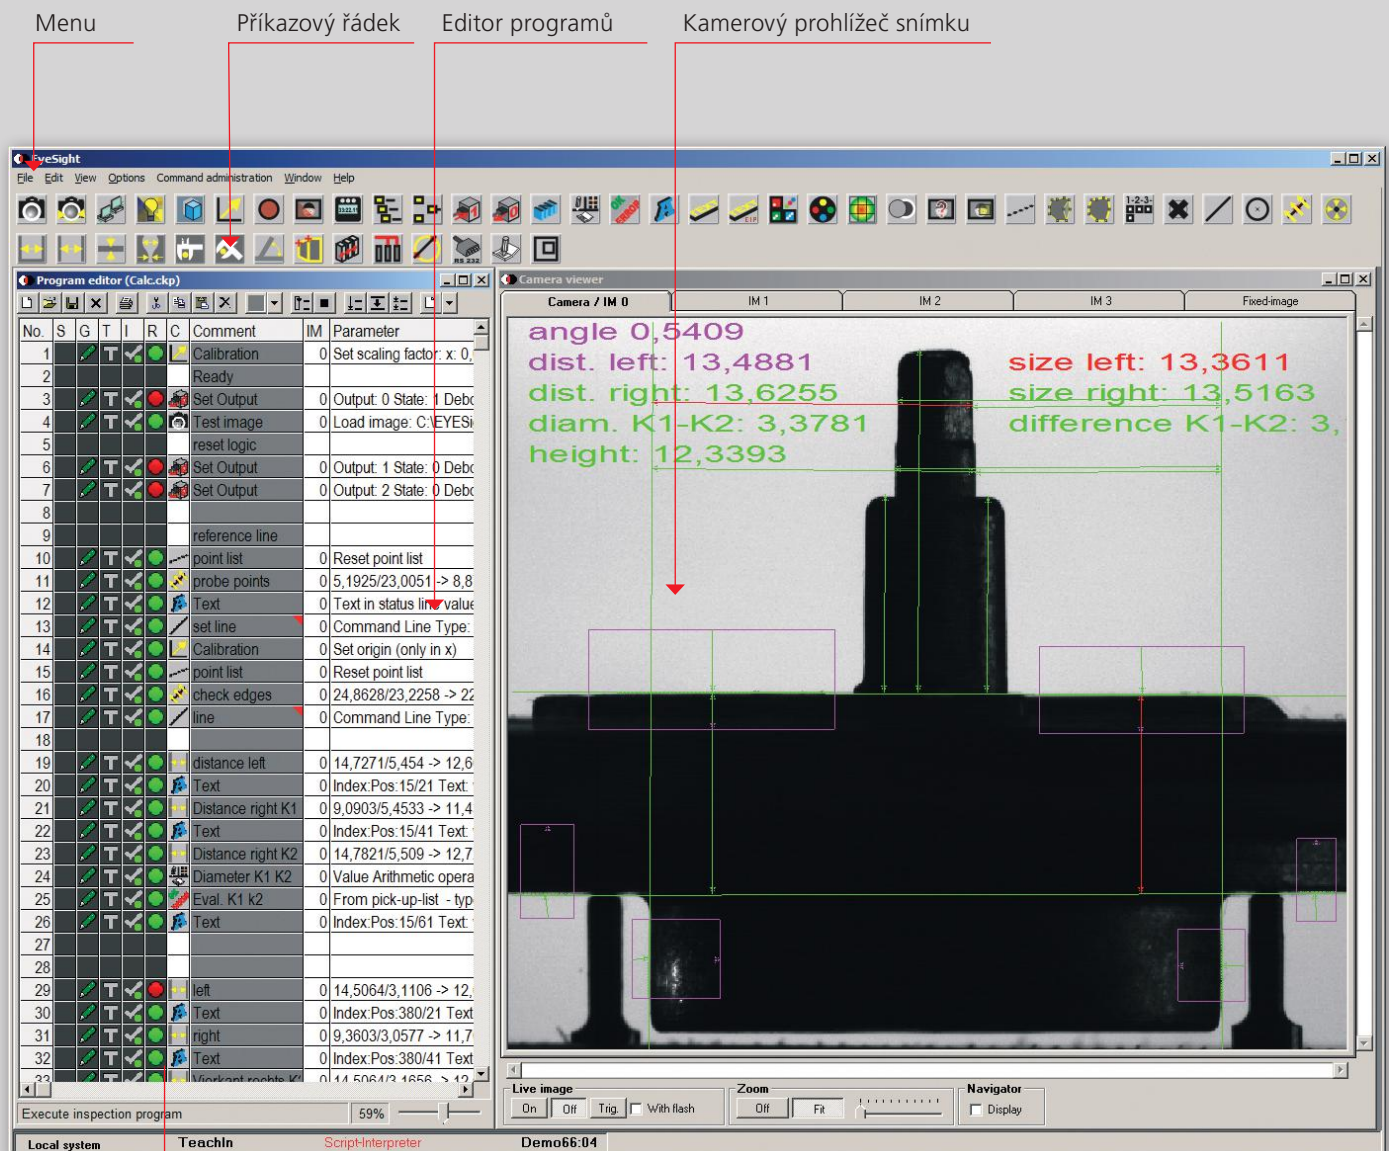 Menu Příkazový řádek Editor programů Kamerový prohlížeč snímku
EyeSight
File Edit View Options Command administration Window Help
Program editor (Calc.ckp)
No. S G T I R C Comment IM Parameter
1 Calibration 0 Set scaling factor: x: 0,
2 Ready
3 Set Output 0 Output: 0 State: 1 Debo
4 Test image 0 Load image: C:\EYESi
5 reset logic
6 Set Output 0 Output: 1 State: 0 Debo
7 Set Output 0 Output: 2 State: 0 Debo
8
9 reference line
10 point list 0 Reset point list
11 probe points 0 5,1925/23,0051 -> 8,8
12 Text 0 Text in status line value
13 set line 0 Command Line Type:
14 Calibration 0 Set origin (only in x)
15 point list 0 Reset point list
16 check edges 0 24,8628/23,2258 -> 22
17 line 0 Command Line Type:
18
19 distance left 0 14,7271/5,454 -> 12,6
20 Text 0 Index:Pos:15/21 Text:
21 Distance right K1 0 9,0903/5,4533 -> 11,4
22 Text 0 Index:Pos:15/41 Text:
23 Distance right K2 0 14,7821/5,509 -> 12,7
24 Diameter K1 K2 0 Value Arithmetic opera
25 Eval. K1 k2 0 From pick-up-list - typ
26 Text 0 Index:Pos:15/61 Text:
27
28
29 left 0 14,5064/3,1106 -> 12,
30 Text 0 Index:Pos:380/21 Text
31 right 0 9,3603/3,0577 -> 11,7
32 Text 0 Index:Pos:380/41 Text
Execute inspection program 59%
Camera viewer
Camera / IM 0 IM 1 IM 2 IM 3 Fixed-image
angle 0,5409
dist. left: 13,4881 size left: 13,3611
dist. right: 13,6255 size right: 13,5163
diam. K1-K2: 3,3781 difference K1-K2: 3,
height: 12,3393
Live image Zoom Navigator
On Off Trig. With flash Off Fit Display
Local system TeachIn Script-Interpreter Demo66:04